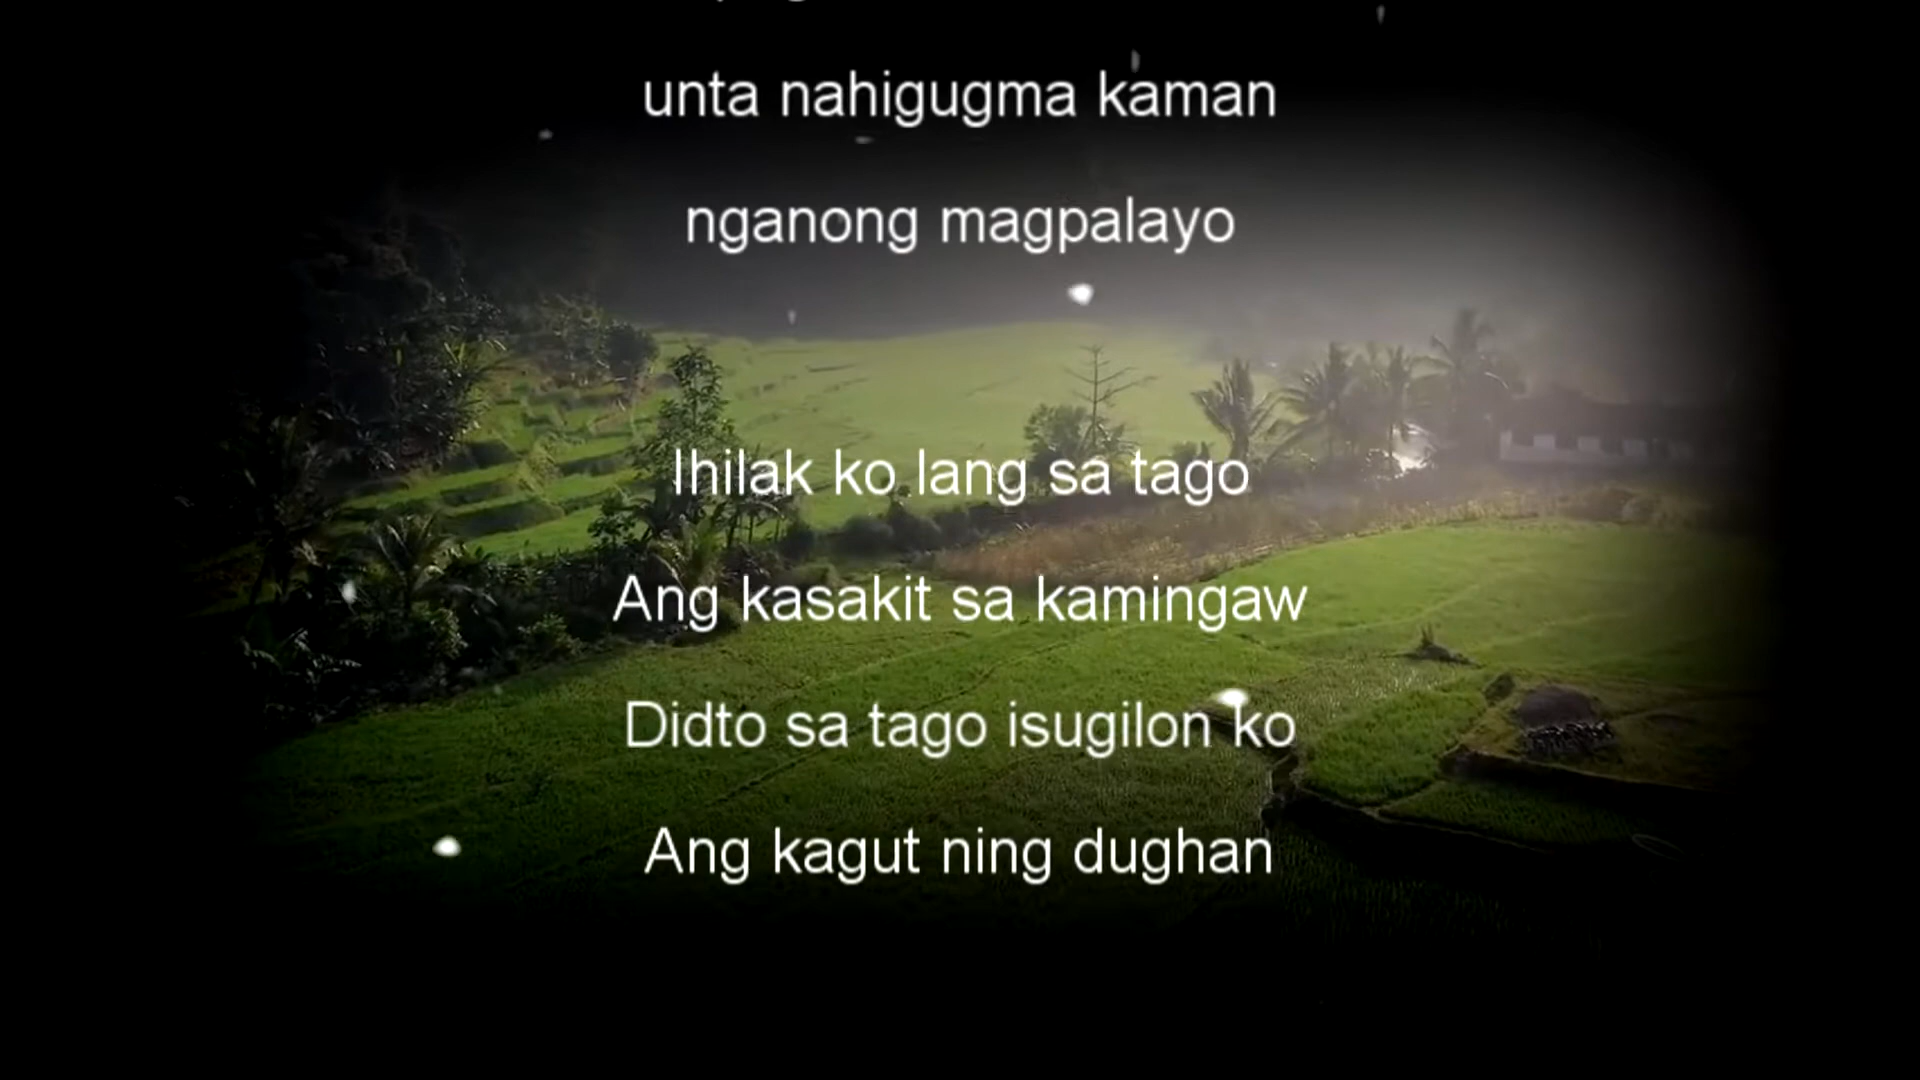 unta nahigugma kaman
nganong magpalayo
Ihilak ko lang sa tago
Ang kasakit sa kamingaw
Didto sa tago isugilon ko
Ang kagut ning dughan